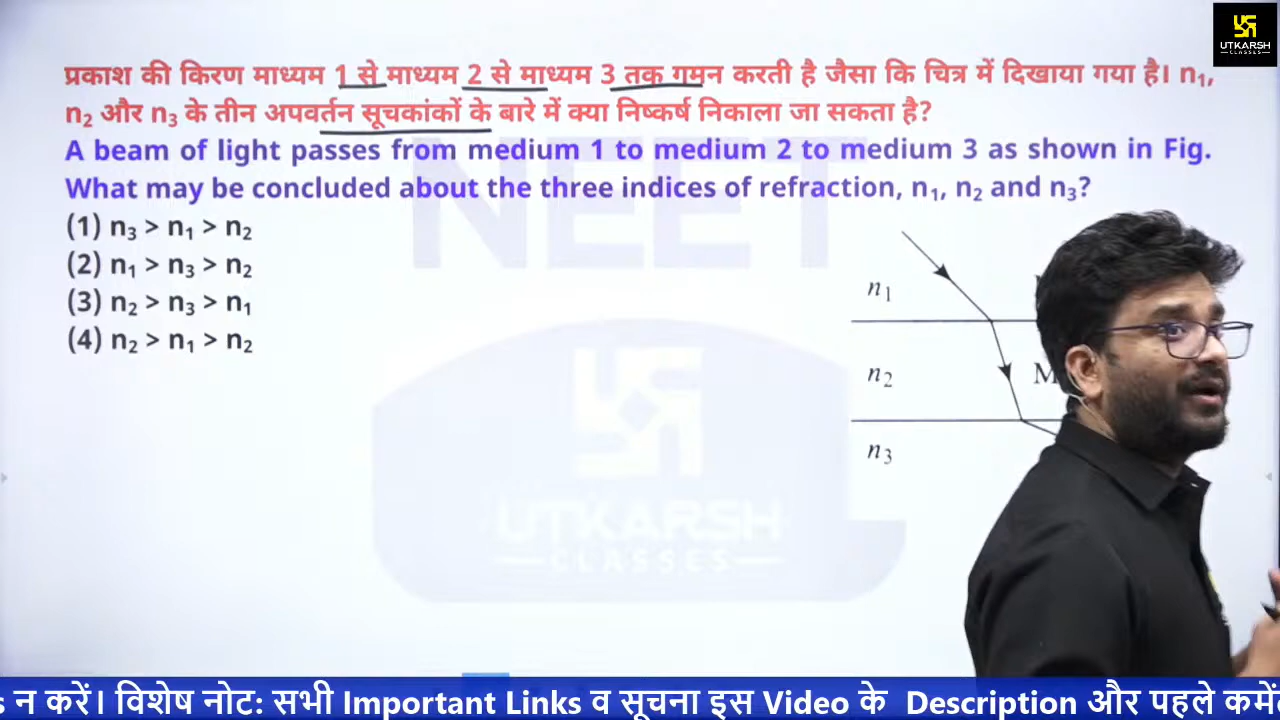 UTKARSH
CLASSES
प्रकाश की किरण माध्यम 1 से माध्यम 2 से माध्यम 3 तक गमन करती है जैसा कि चित्र में दिखाया गया है। n₁,
n₂ और n₃ के तीन अपवर्तन सूचकांकों के बारे में क्या निष्कर्ष निकाला जा सकता है?
A beam of light passes from medium 1 to medium 2 to medium 3 as shown in Fig.
What may be concluded about the three indices of refraction, n₁, n₂ and n₃?
(1) n₃ > n₁ > n₂
(2) n₁ > n₃ > n₂
(3) n₂ > n₃ > n₁
(4) n₂ > n₁ > n₂
NEET
n₁
n₂
M
n₃
UTKARSH
CLASSES
न करें। विशेष नोट: सभी Important Links व सूचना इस Video के Description और पहले